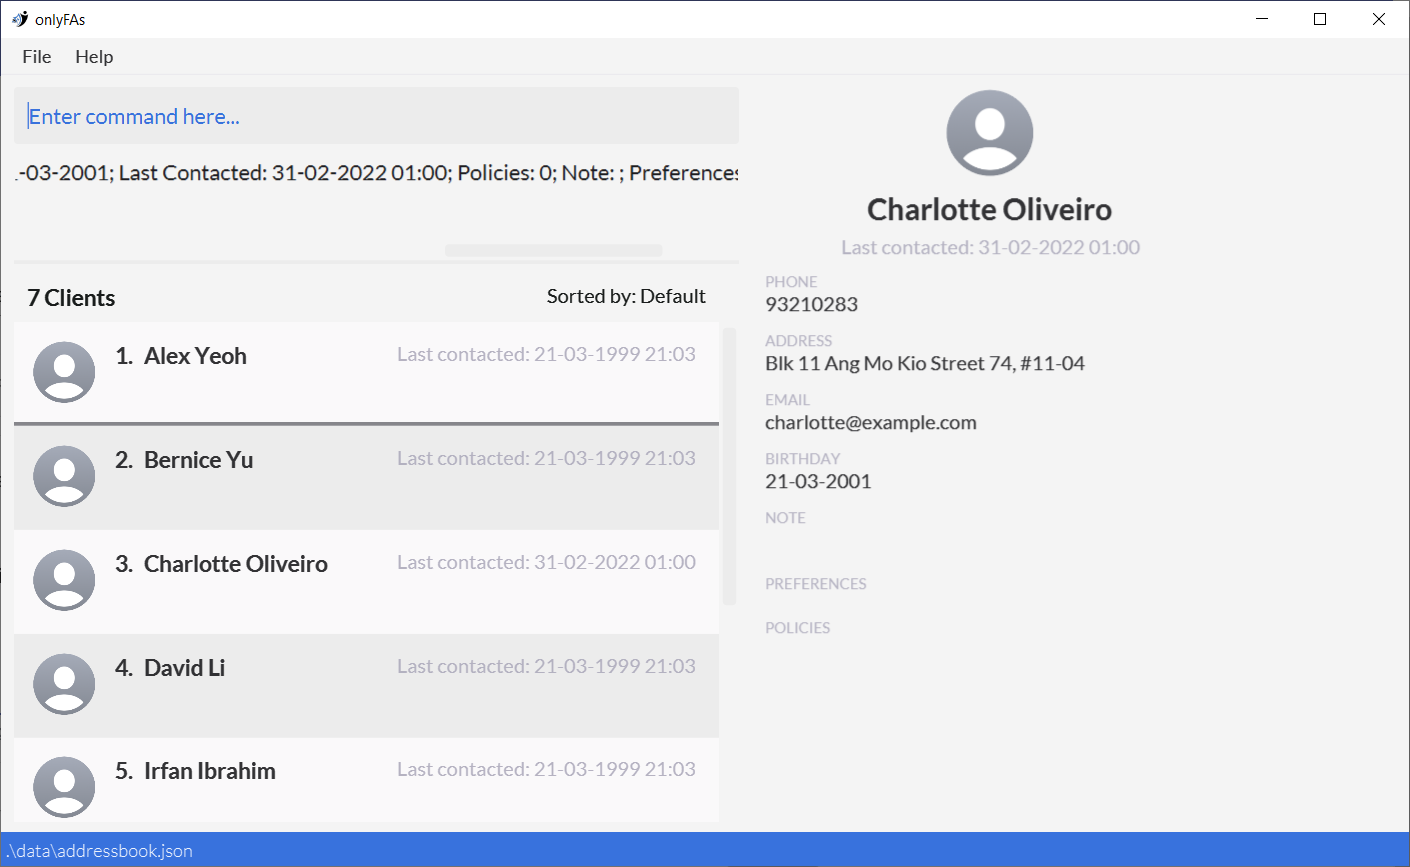 onlyFAs
File Help
Enter command here...
-03-2001; Last Contacted: 31-02-2022 01:00; Policies: 0; Note: ; Preferences
7 Clients Sorted by: Default
1. Alex Yeoh Last contacted: 21-03-1999 21:03
2. Bernice Yu Last contacted: 21-03-1999 21:03
3. Charlotte Oliveiro Last contacted: 31-02-2022 01:00
4. David Li Last contacted: 21-03-1999 21:03
5. Irfan Ibrahim Last contacted: 21-03-1999 21:03
Charlotte Oliveiro
Last contacted: 31-02-2022 01:00
PHONE
93210283
ADDRESS
Blk 11 Ang Mo Kio Street 74, #11-04
EMAIL
charlotte@example.com
BIRTHDAY
21-03-2001
NOTE
PREFERENCES
POLICIES
.\data\addressbook.json